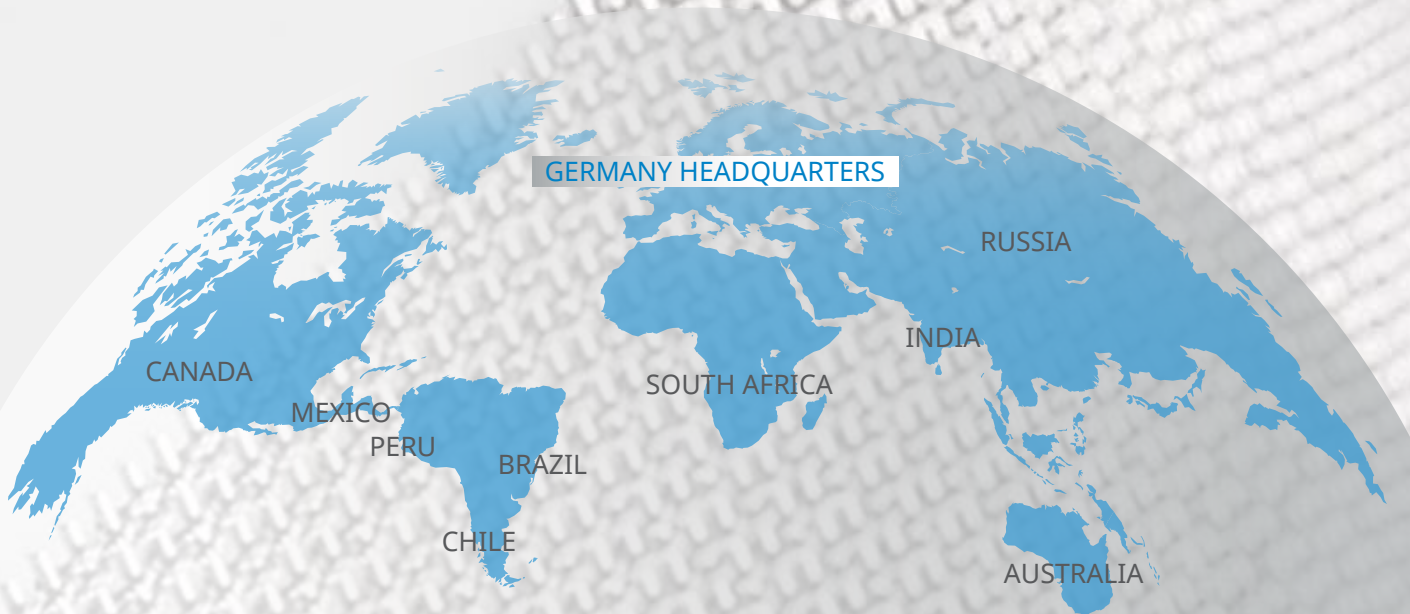 GERMANY HEADQUARTERS
RUSSIA
INDIA
CANADA
SOUTH AFRICA
MEXICO
PERU
BRAZIL
CHILE
AUSTRALIA